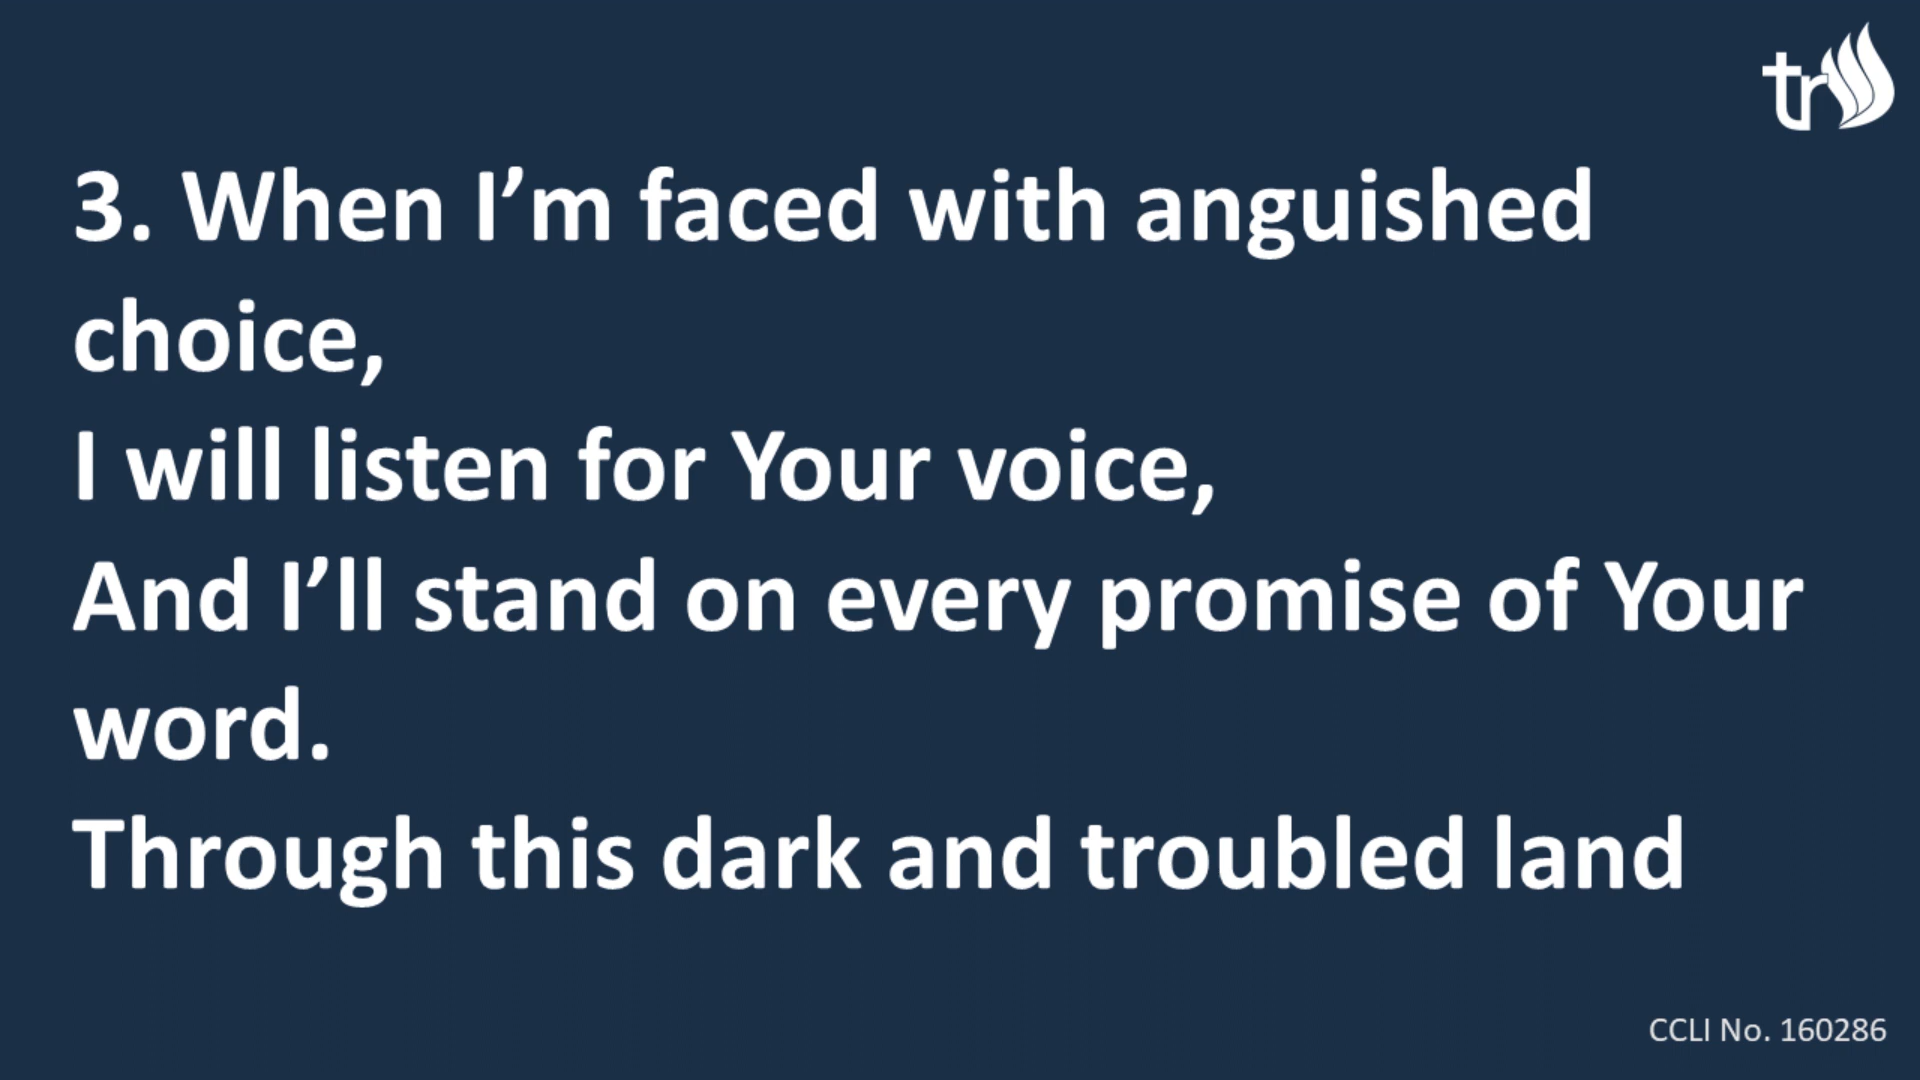 tr
3. When I’m faced with anguished
choice,
I will listen for Your voice,
And I’ll stand on every promise of Your
word.
Through this dark and troubled land
CCLI No. 160286